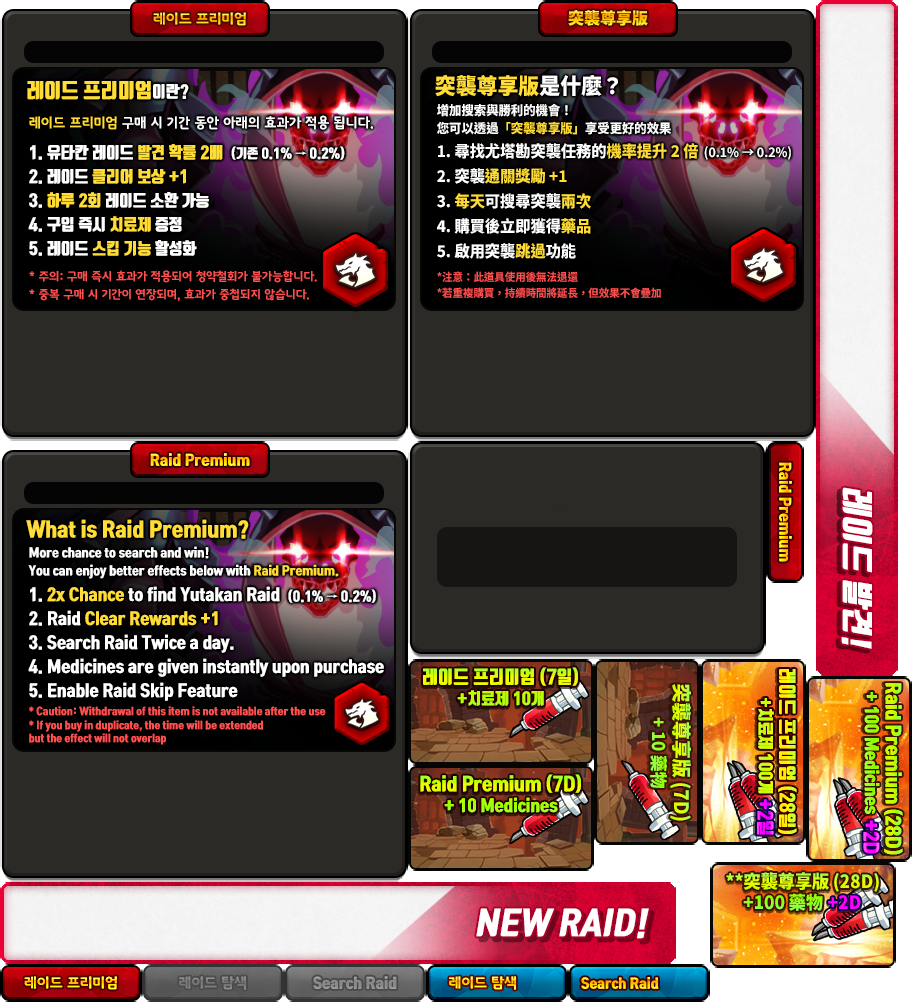 레이드 프리미엄
레이드 프리미엄이란?
레이드 프리미엄 구매 시 기간 동안 아래의 효과가 적용 됩니다.
1. 유타칸 레이드 발견 확률 2배 (기존 0.1% → 0.2%)
2. 레이드 클리어 보상 +1
3. 하루 2회 레이드 소환 가능
4. 구입 즉시 치료제 증정
5. 레이드 스킵 기능 활성화
* 주의: 구매 즉시 효과가 적용되어 청약철회가 불가능합니다.
* 중복 구매 시 기간이 연장되며, 효과가 중첩되지 않습니다.
突襲尊享版
突襲尊享版是什麼？
增加搜索與勝利的機會！
您可以透過「突襲尊享版」享受更好的效果
1. 尋找尤塔勘突襲任務的機率提升 2 倍 (0.1% → 0.2%)
2. 突襲通關獎勵 +1
3. 每天可搜尋突襲兩次
4. 購買後立即獲得藥品
5. 啟用突襲跳過功能
*注意：此道具使用後無法退還
*若重複購買，持續時間將延長，但效果不會疊加
레이드 발견!
Raid Premium
What is Raid Premium?
More chance to search and win!
You can enjoy better effects below with Raid Premium.
1. 2x Chance to find Yutakan Raid (0.1% → 0.2%)
2. Raid Clear Rewards +1
3. Search Raid Twice a day.
4. Medicines are given instantly upon purchase
5. Enable Raid Skip Feature
* Caution: Withdrawal of this item is not available after the use
* If you buy in duplicate, the time will be extended
but the effect will not overlap
Raid Premium
레이드 프리미엄 (7일)
+치료제 10개
Raid Premium (7D)
+ 10 Medicines
突襲尊享版 (7D)
+ 10 藥物
레이드 프리미엄 (28일)
+치료제 100개 +2일
Raid Premium (28D)
+ 100 Medicines +2D
**突襲尊享版 (28D)
+100 藥物 +2D
NEW RAID!
레이드 프리미엄
레이드 탐색
Search Raid
레이드 탐색
Search Raid